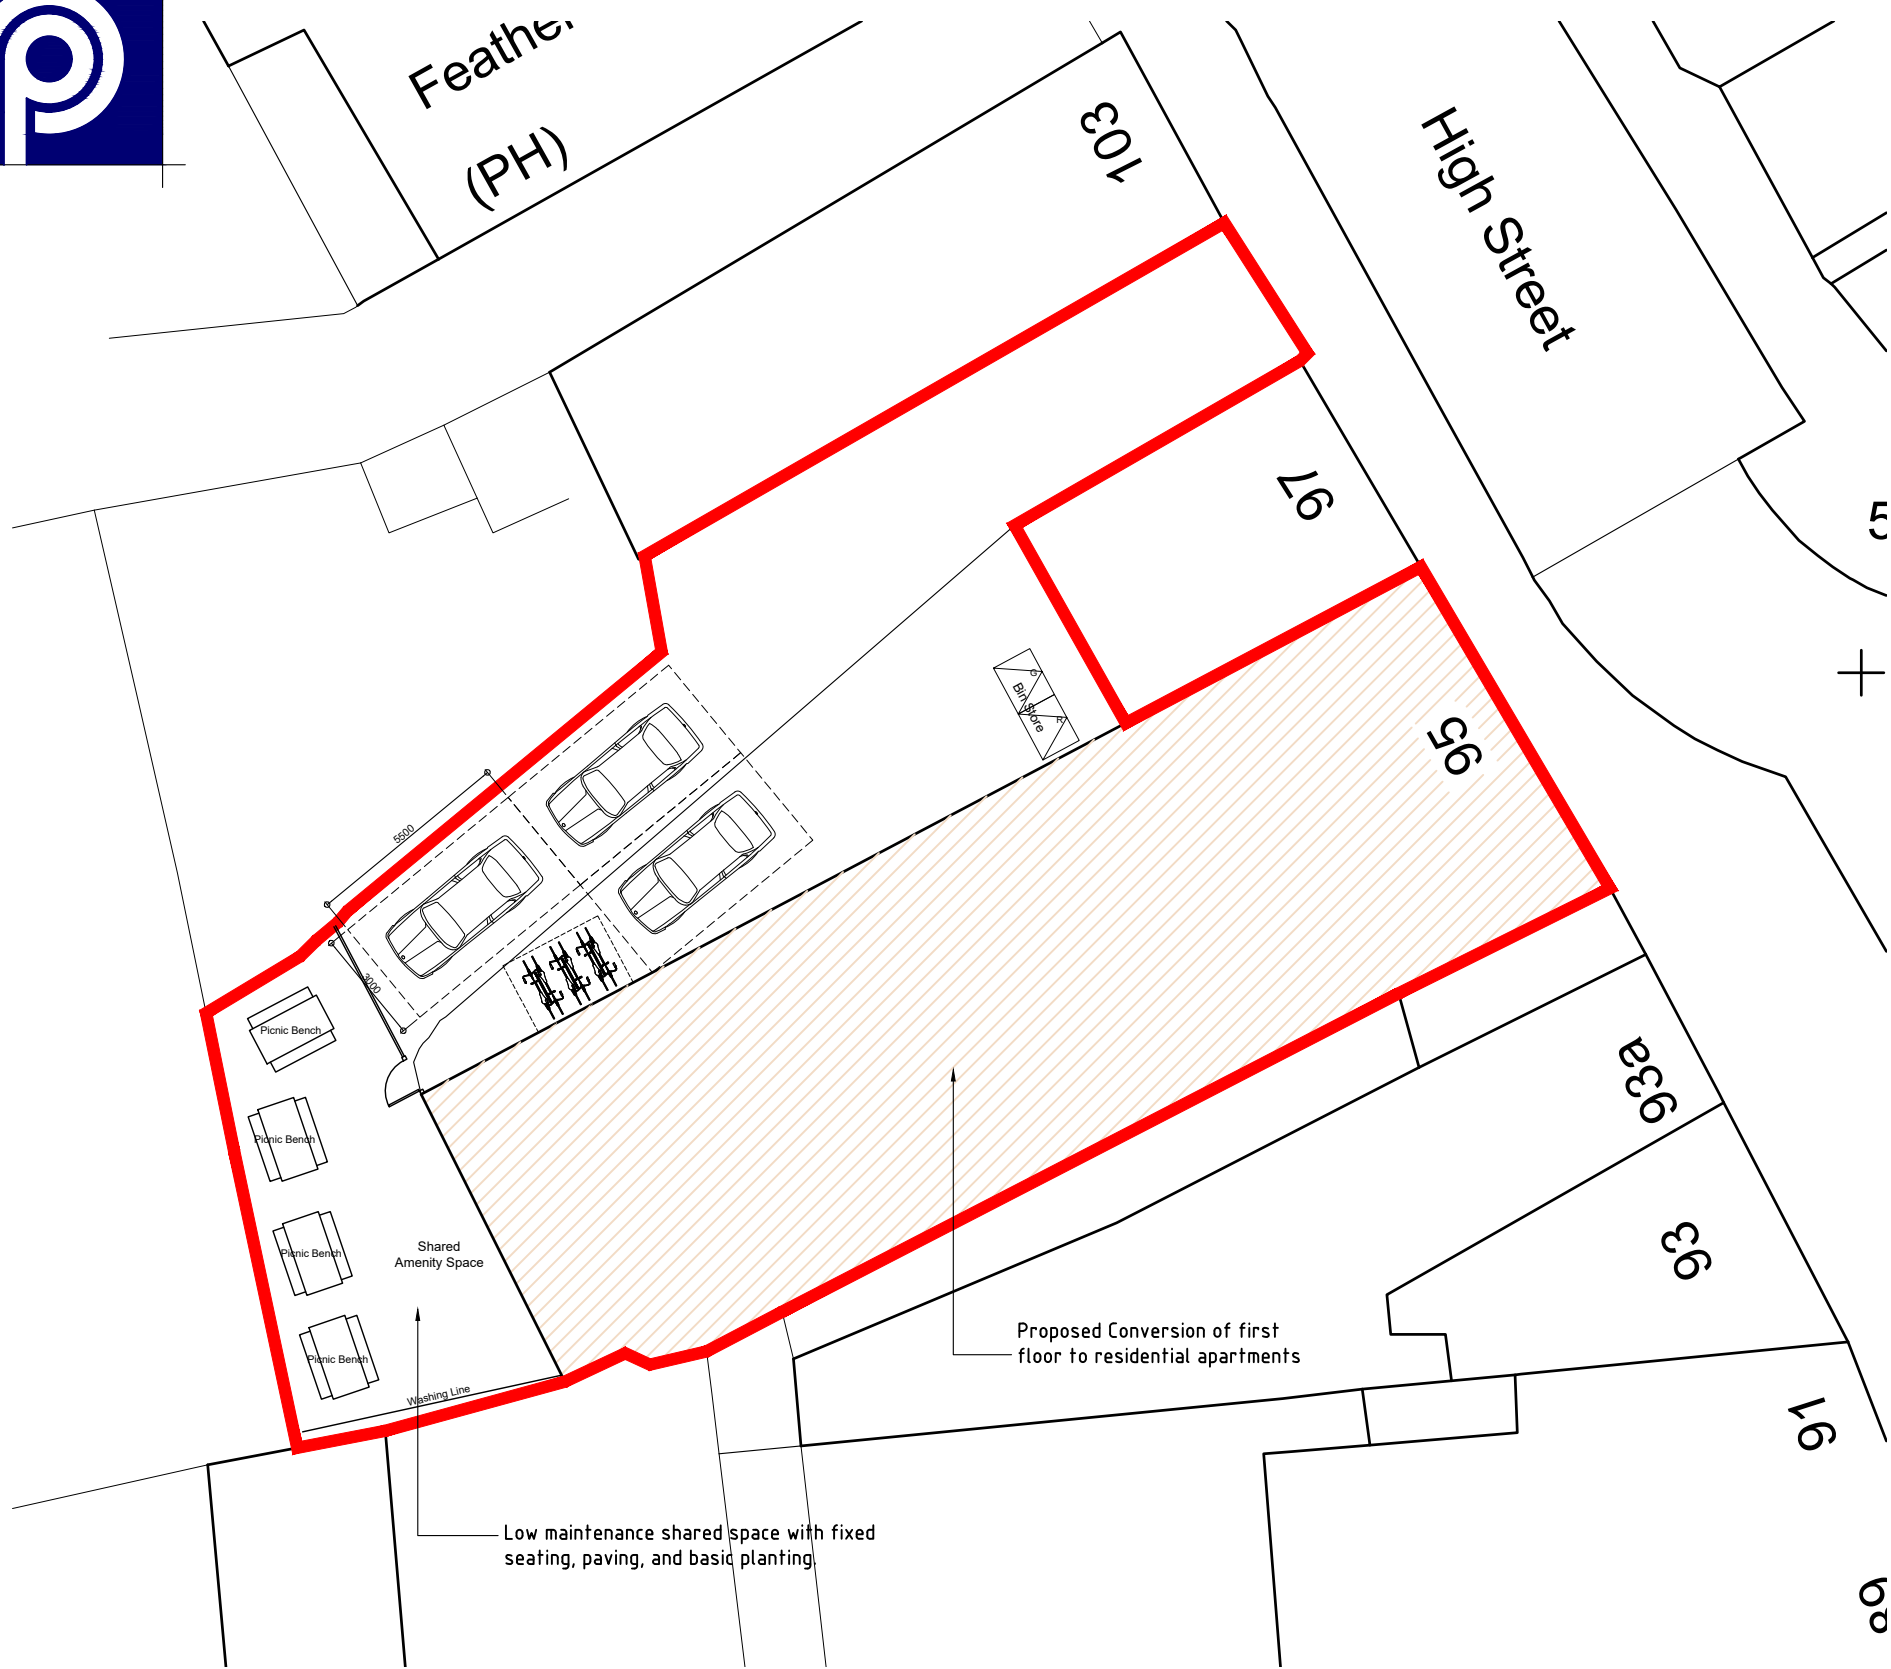 (PH)
103
High Street
97
95
Bin Store
G
R
5500
3000
Picnic Bench
Picnic Bench
Picnic Bench
Picnic Bench
Shared
Amenity Space
Washing Line
93a
93
91
Proposed Conversion of first
floor to residential apartments
Low maintenance shared space with fixed
seating, paving, and basic planting.